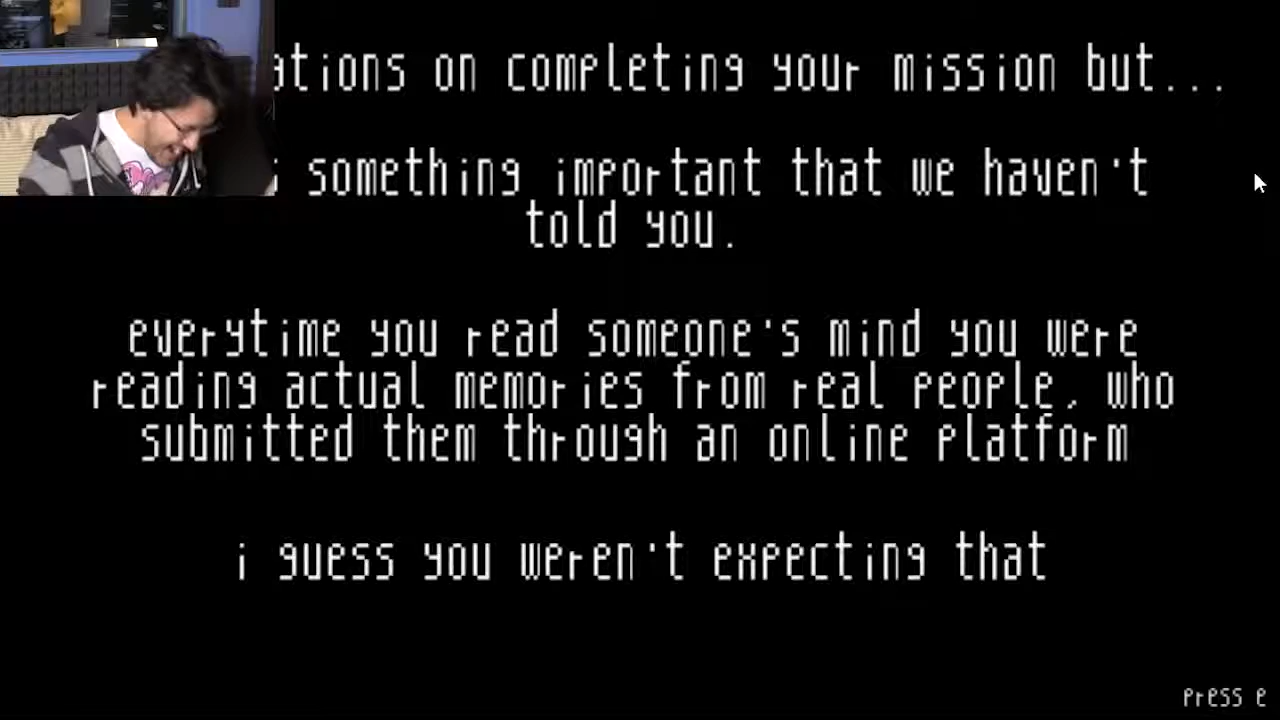 ations on completing your mission but...
something important that we haven't
told you.
everytime you read someone's mind you were
reading actual memories from real people, who
submitted them through an online platform
i guess you weren't expecting that
press e